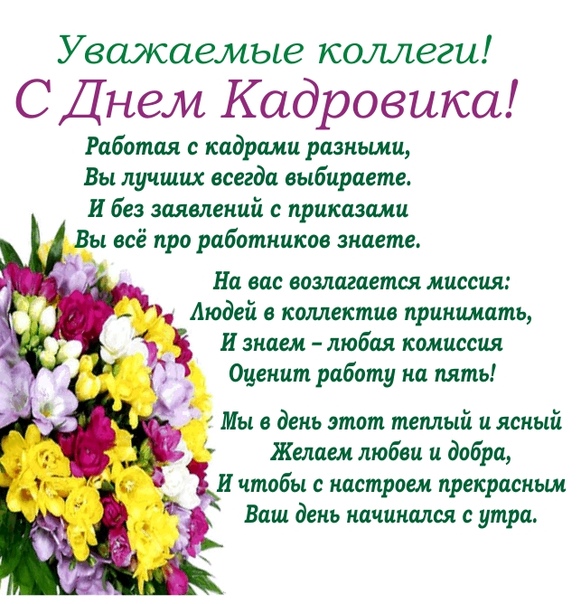 Уважаемые коллеги!
С Днем Кадровика!
Работая с кадрами разными,
Вы лучших всегда выбираете.
И без заявлений с приказами
Вы всё про работников знаете.
На вас возлагается миссия:
Людей в коллектив принимать,
И знаем – любая комиссия
Оценит работу на пять!
Мы в день этот теплый и ясный
Желаем любви и добра,
И чтобы с настроем прекрасным
Ваш день начинался с утра.